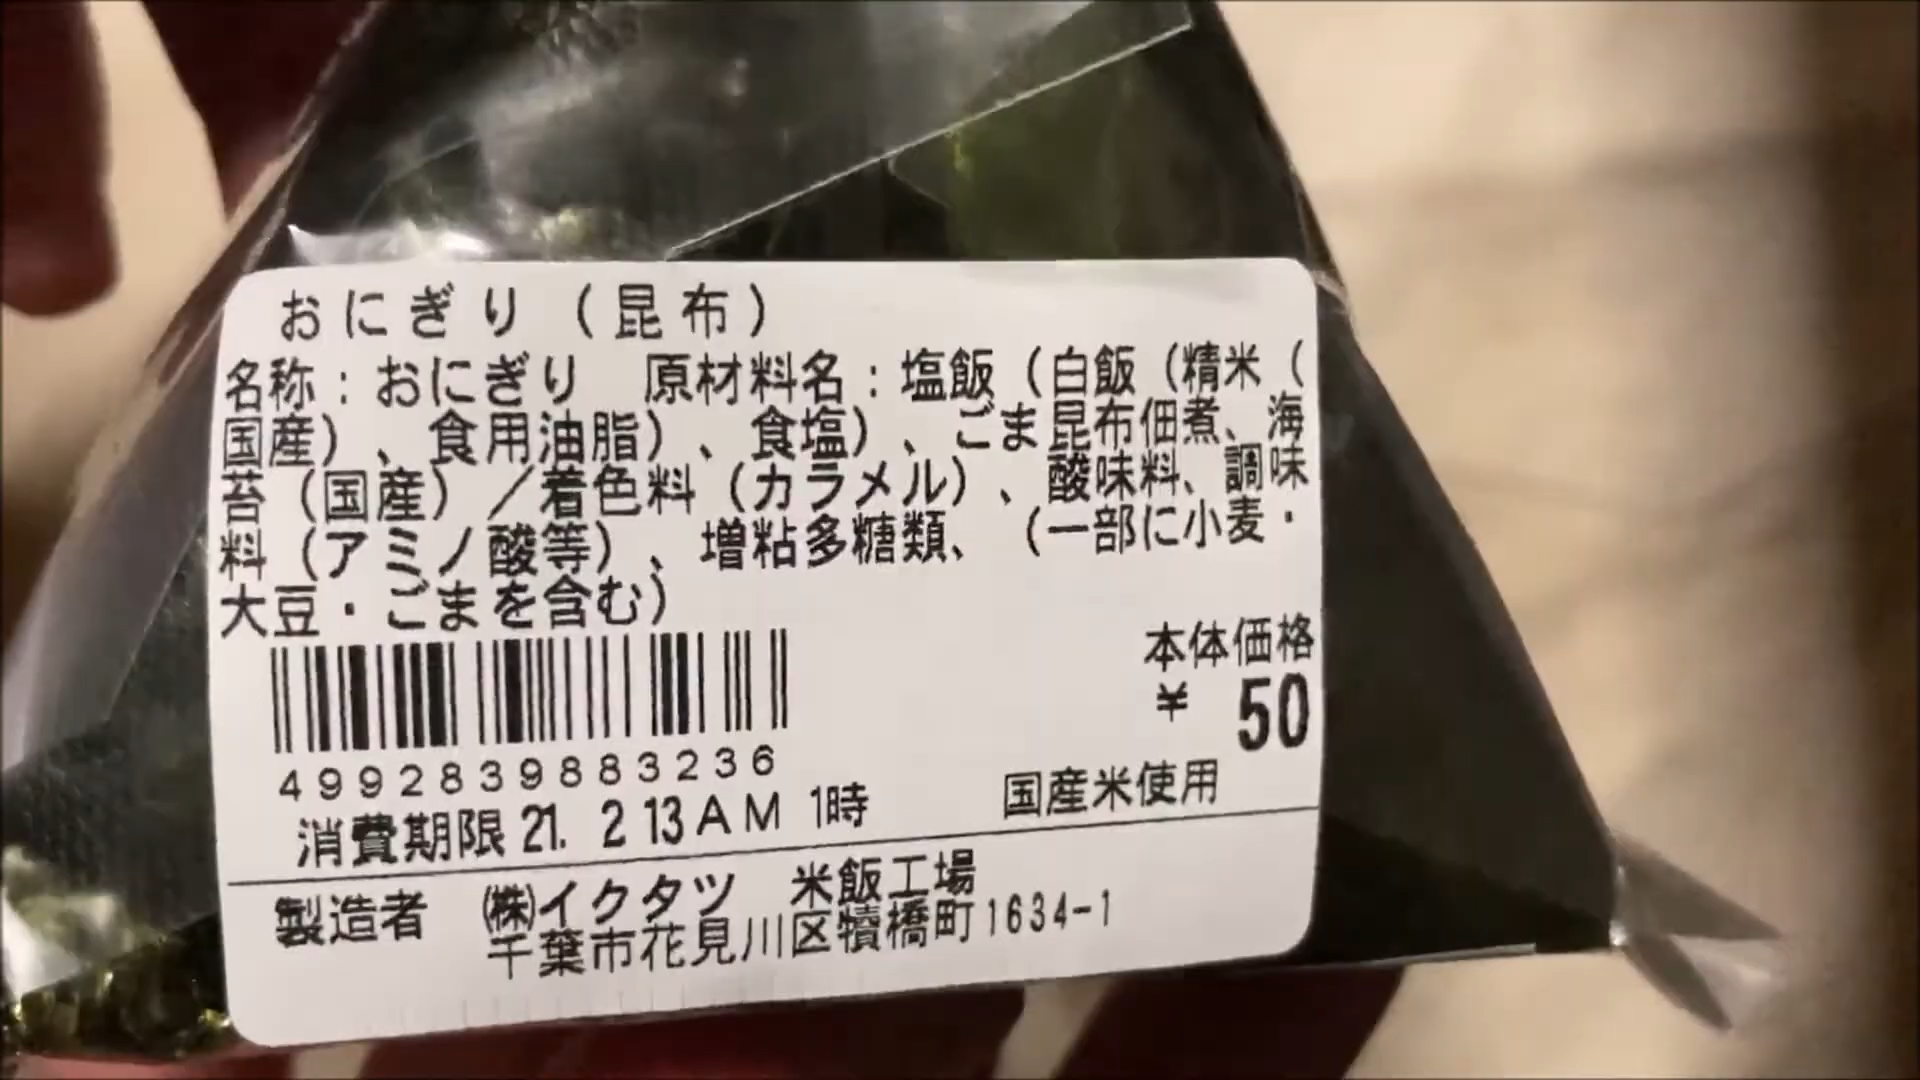 おにぎり（昆布）
名称：おにぎり　原材料名：塩飯（白飯（精米（
国産）、食用油脂）、食塩）、ごま昆布佃煮、海
苔（国産）／着色料（カラメル）、酸味料、調味
料（アミノ酸等）、増粘多糖類、（一部に小麦・
大豆・ごまを含む）
本体価格
¥ 50
4992839883236
消費期限 21. 2 13 AM 1時
国産米使用
製造者　㈱イクタツ　米飯工場
千葉市花見川区犢橋町1634-1